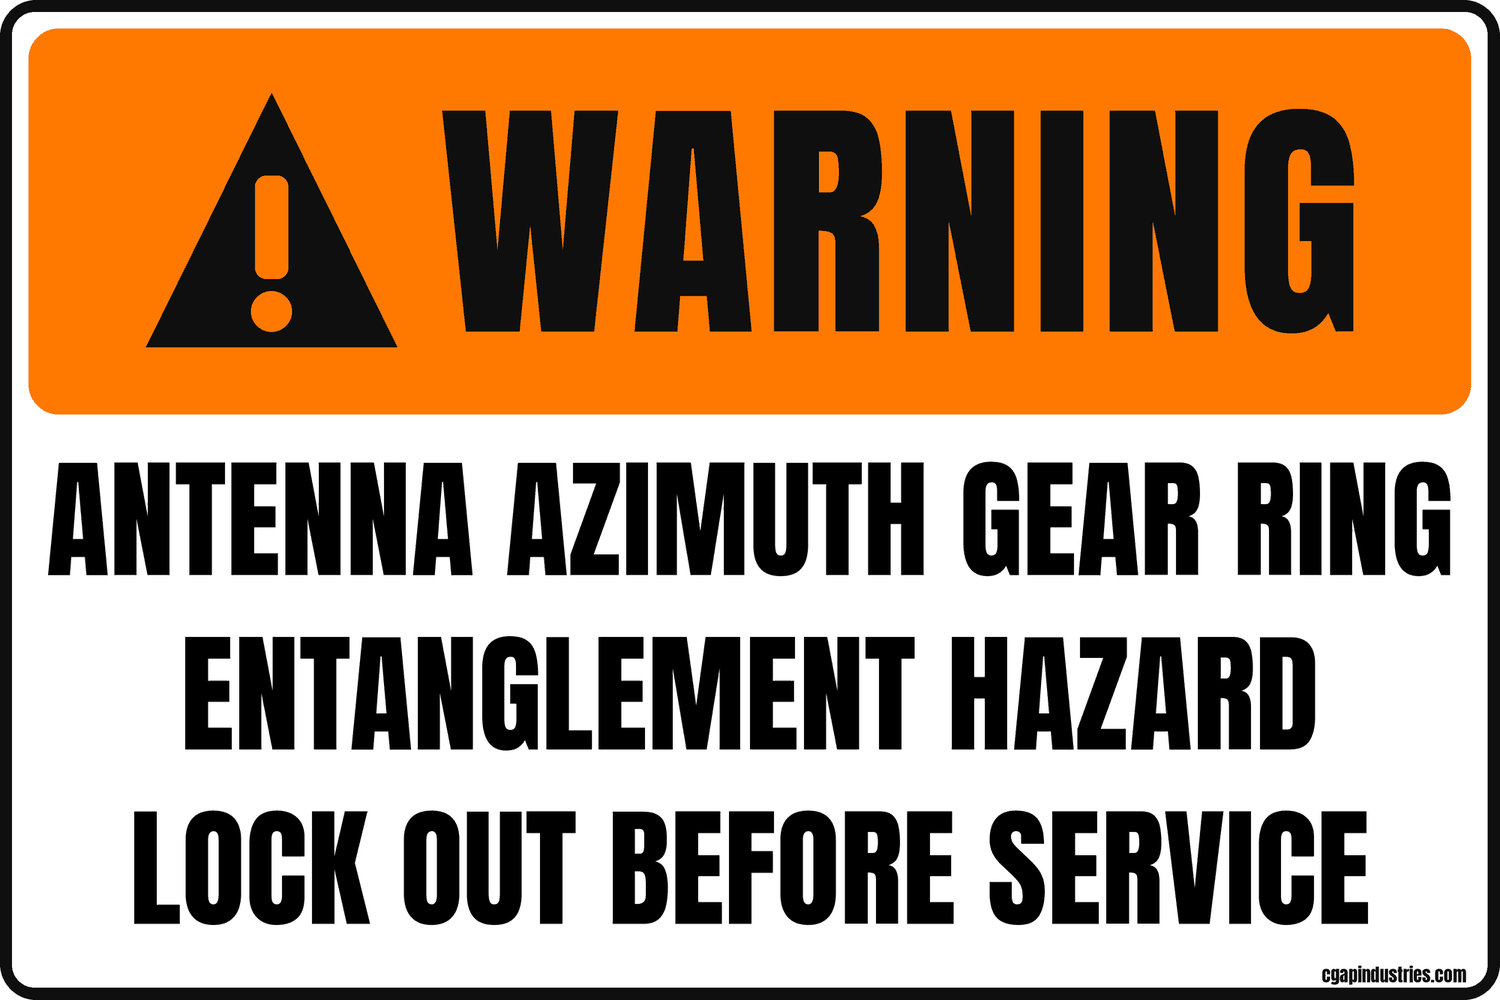 WARNING
ANTENNA AZIMUTH GEAR RING
ENTANGLEMENT HAZARD
LOCK OUT BEFORE SERVICE
cgapindustries.com